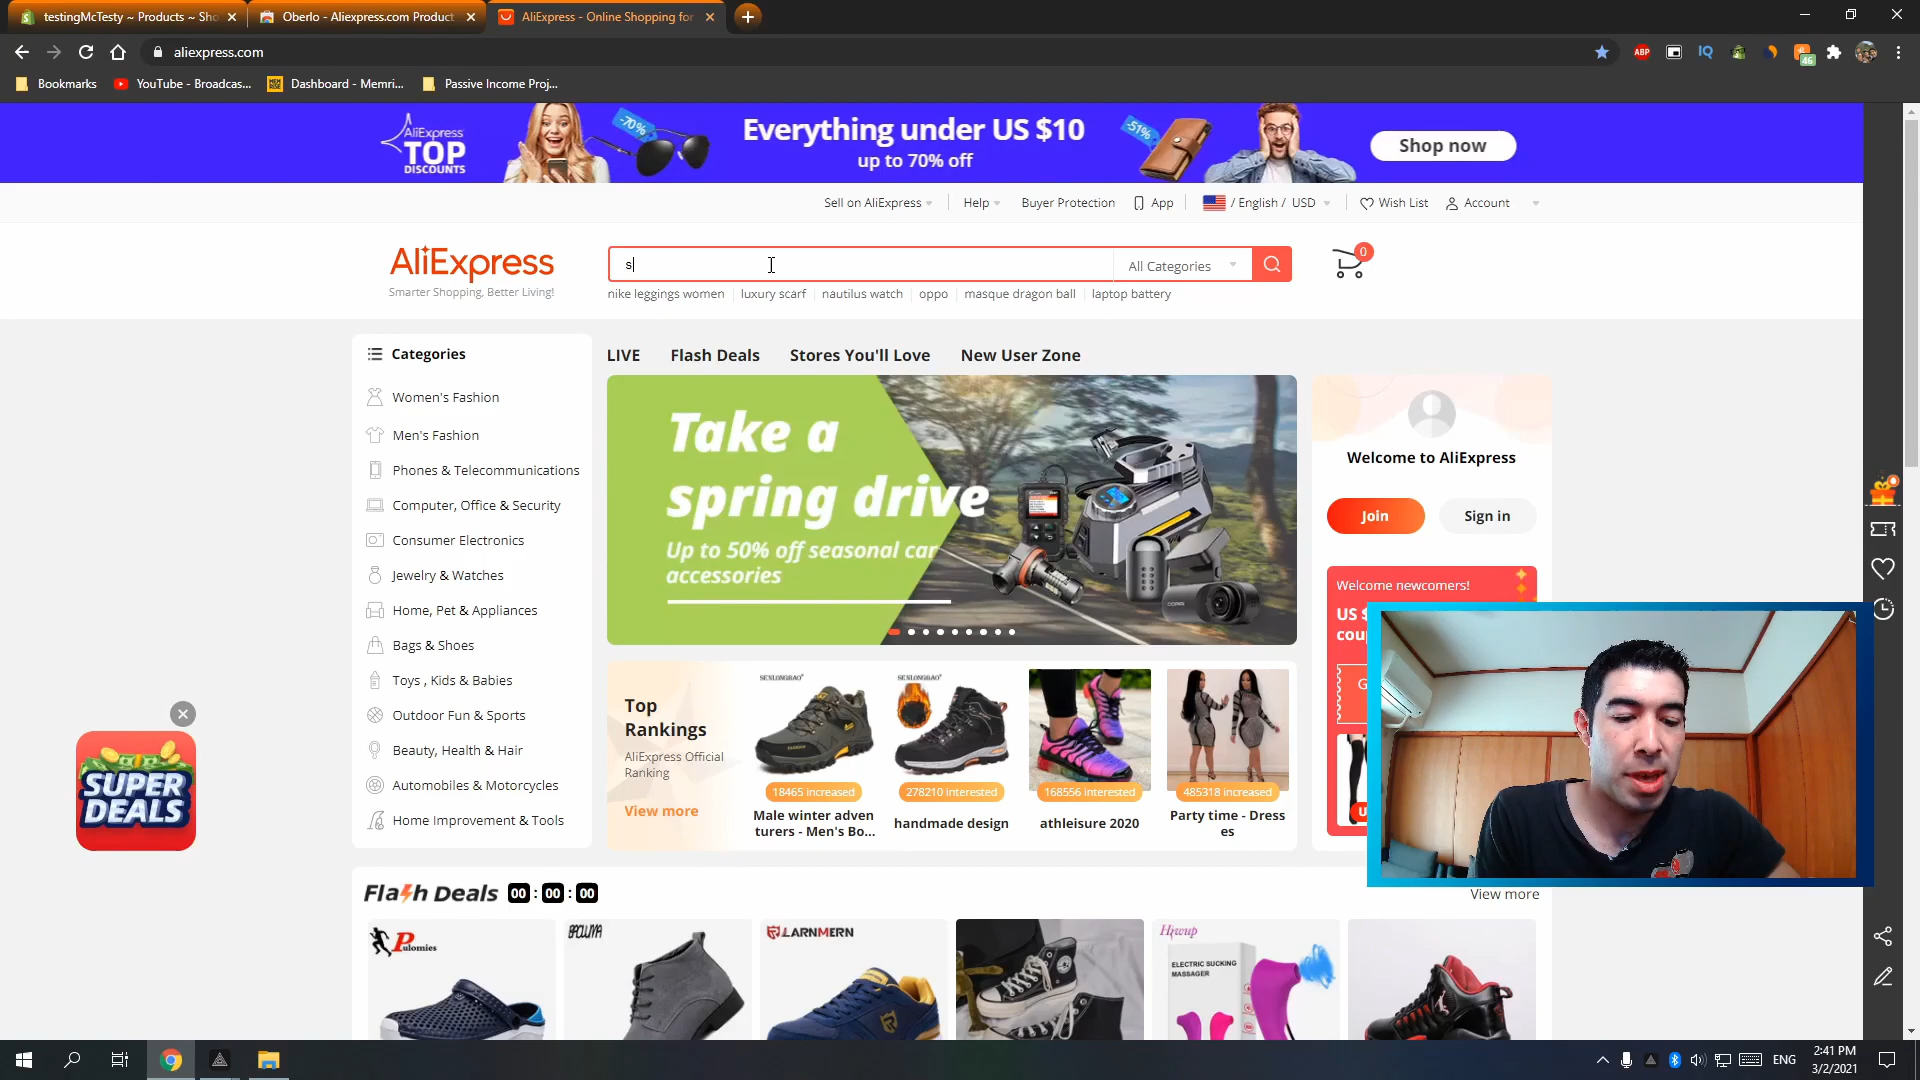 testingMcTesty ~ Products ~ Sho
Oberlo - Aliexpress.com Product
AliExpress - Online Shopping for
aliexpress.com
ABP
IQ
46
Bookmarks
YouTube - Broadcas...
Dashboard - Memri...
Passive Income Proj...
AliExpress
TOP
DISCOUNTS
-70%
Everything under US $10
up to 70% off
-51%
Shop now
Sell on AliExpress
Help
Buyer Protection
App
/ English / USD
Wish List
Account
AliExpress
Smarter Shopping, Better Living!
s
All Categories
0
nike leggings women
luxury scarf
nautilus watch
oppo
masque dragon ball
laptop battery
Categories
Women's Fashion
Men's Fashion
Phones & Telecommunications
Computer, Office & Security
Consumer Electronics
Jewelry & Watches
Home, Pet & Appliances
Bags & Shoes
Toys , Kids & Babies
Outdoor Fun & Sports
Beauty, Health & Hair
Automobiles & Motorcycles
Home Improvement & Tools
LIVE
Flash Deals
Stores You'll Love
New User Zone
Take a
spring drive
Up to 50% off seasonal car
accessories
Welcome to AliExpress
Join
Sign in
Welcome newcomers!
US $
cou
G
U
Top
Rankings
AliExpress Official
Ranking
View more
SENLONGBAO
18465 increased
Male winter adven
turers - Men's Bo...
SENLONGBAO
278210 interested
handmade design
168556 interested
athleisure 2020
485318 increased
Party time - Dress
es
SUPER
DEALS
Flash Deals 00 : 00 : 00
View more
Pulomies
LARNMERN
Hiwup
ELECTRIC SUCKING
MASSAGER
ENG
2:41 PM
3/2/2021